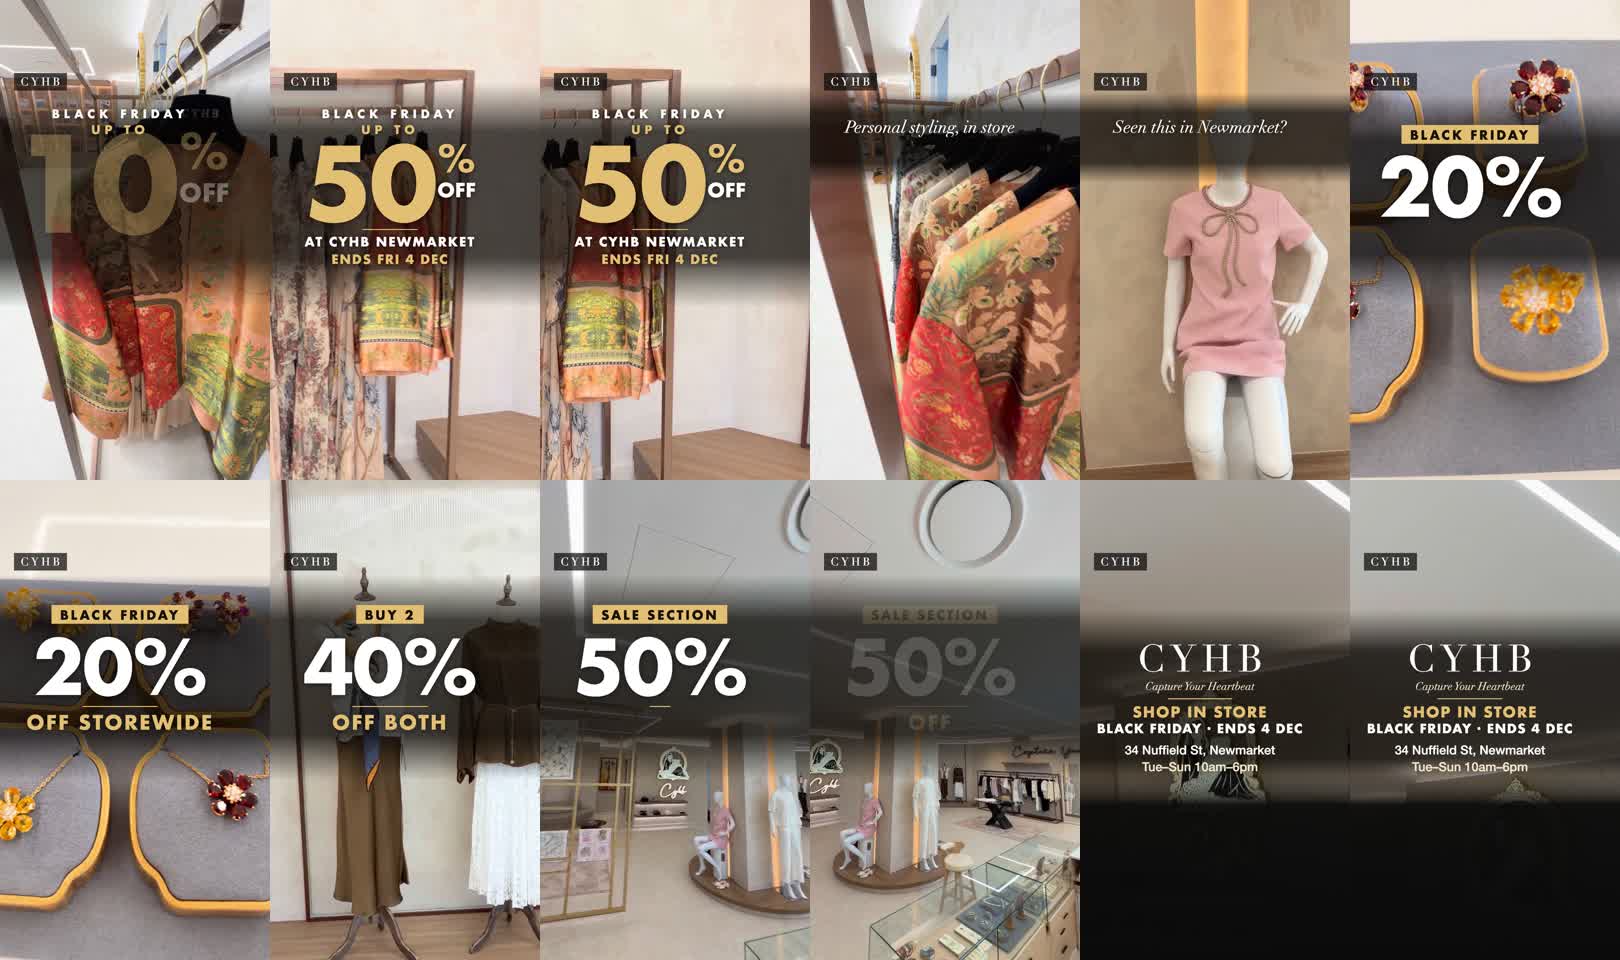 CYHB
BLACK FRIDAY
UP TO
10%
OFF
CYHB
BLACK FRIDAY
UP TO
50%
OFF
AT CYHB NEWMARKET
ENDS FRI 4 DEC
CYHB
BLACK FRIDAY
UP TO
50%
OFF
AT CYHB NEWMARKET
ENDS FRI 4 DEC
CYHB
Personal styling, in store
CYHB
Seen this in Newmarket?
CYHB
BLACK FRIDAY
20%
CYHB
BLACK FRIDAY
20%
OFF STOREWIDE
CYHB
BUY 2
40%
OFF BOTH
CYHB
SALE SECTION
50%
Cyhb
CYHB
SALE SECTION
50%
OFF
Cyhb
CYHB
CYHB
Capture Your Heartbeat
SHOP IN STORE
BLACK FRIDAY · ENDS 4 DEC
34 Nuffield St, Newmarket
Tue–Sun 10am–6pm
CYHB
CYHB
Capture Your Heartbeat
SHOP IN STORE
BLACK FRIDAY · ENDS 4 DEC
34 Nuffield St, Newmarket
Tue–Sun 10am–6pm